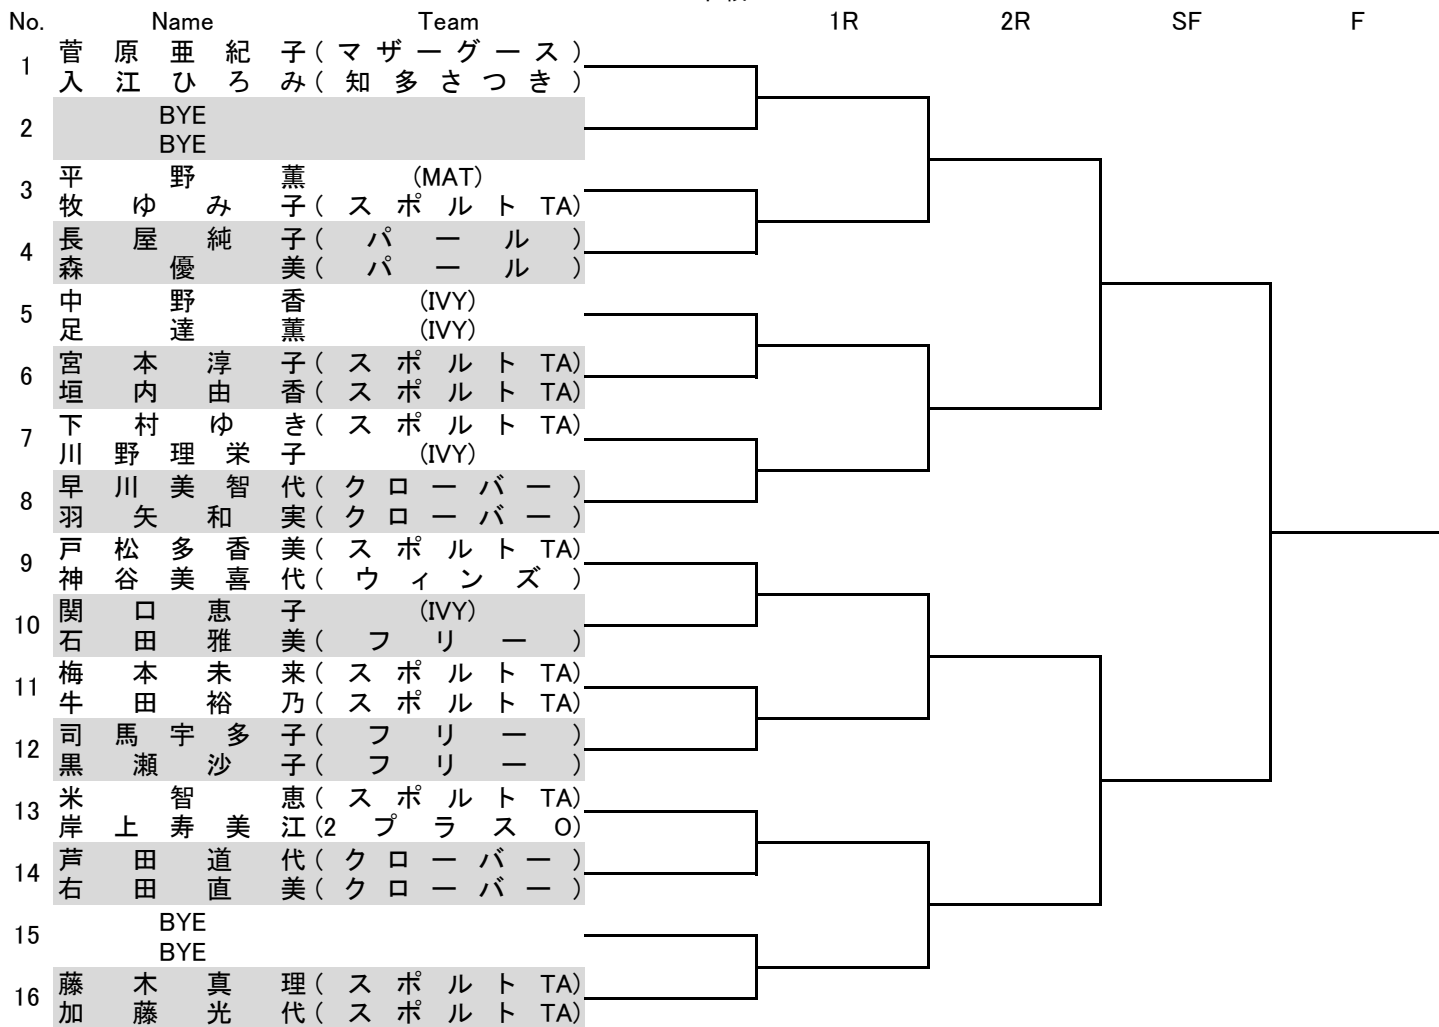 No. Name Team 1R 2R SF F
1 菅原亜紀子(マザーグース)
入江ひろみ(知多さつき)
2 BYE
BYE
3 平野薫 (MAT)
牧ゆみ子(スポルトTA)
4 長屋純子(パール)
森優美(パール)
5 中野香 (IVY)
足達薫 (IVY)
6 宮本淳子(スポルトTA)
垣内由香(スポルトTA)
7 下村ゆき(スポルトTA)
川野理栄子 (IVY)
8 早川美智代(クローバー)
羽矢和実(クローバー)
9 戸松多香美(スポルトTA)
神谷美喜代(ウィンズ)
10 関口恵子 (IVY)
石田雅美(フリー)
11 梅本未来(スポルトTA)
牛田裕乃(スポルトTA)
12 司馬宇多子(フリー)
黒瀬沙子(フリー)
13 米智恵(スポルトTA)
岸上寿美江(2プラス0)
14 芦田道代(クローバー)
右田直美(クローバー)
15 BYE
BYE
16 藤木真理(スポルトTA)
加藤光代(スポルトTA)